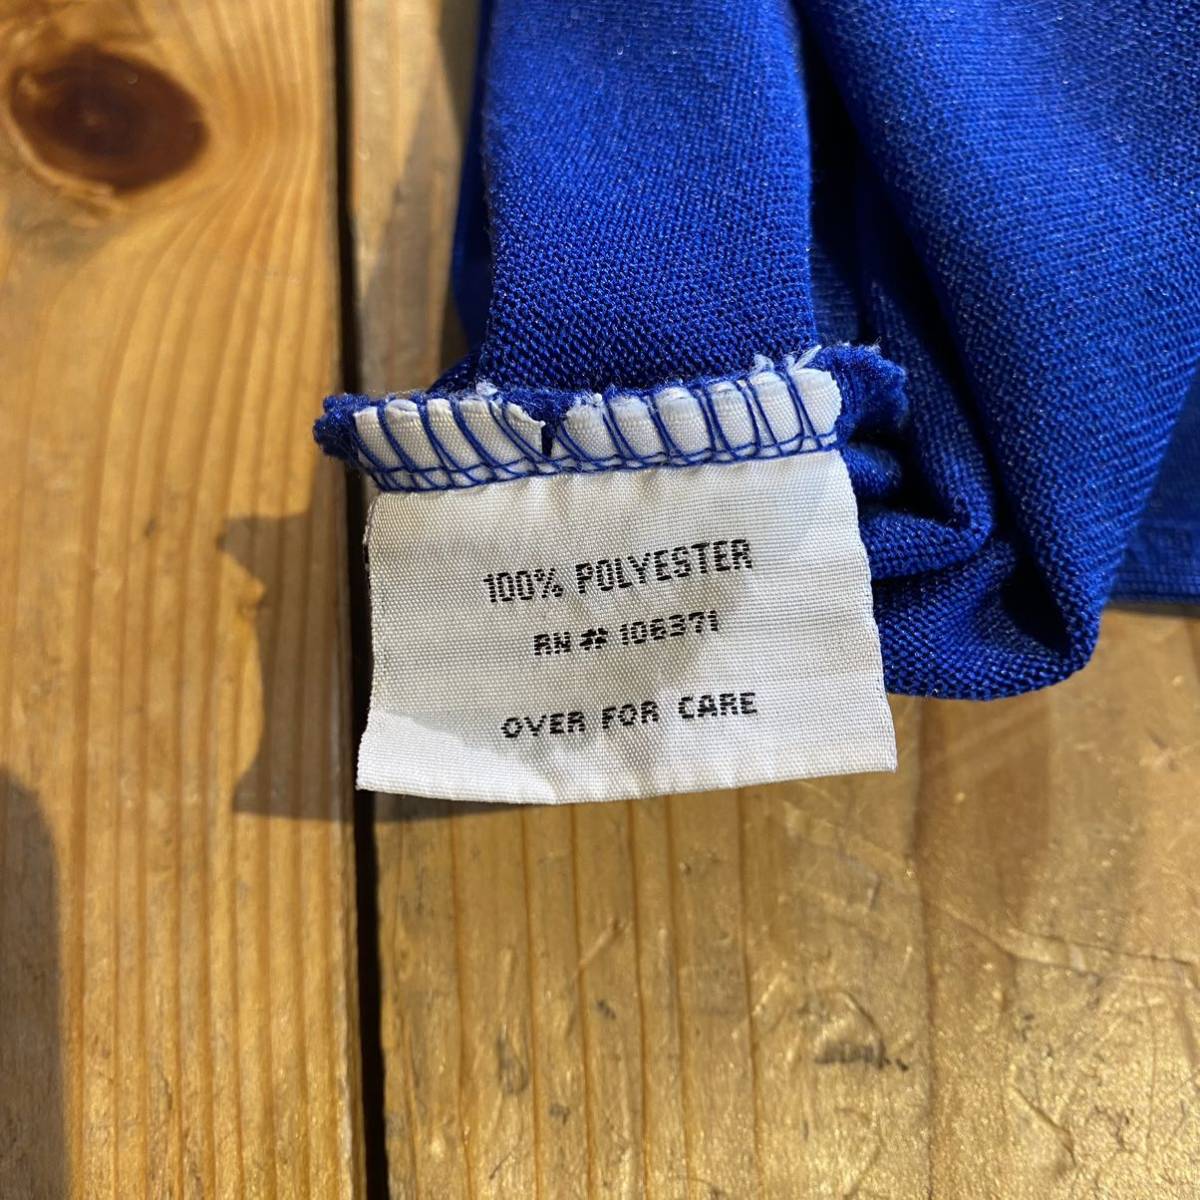 100% POLYESTER
RN # 106371
OVER FOR CARE